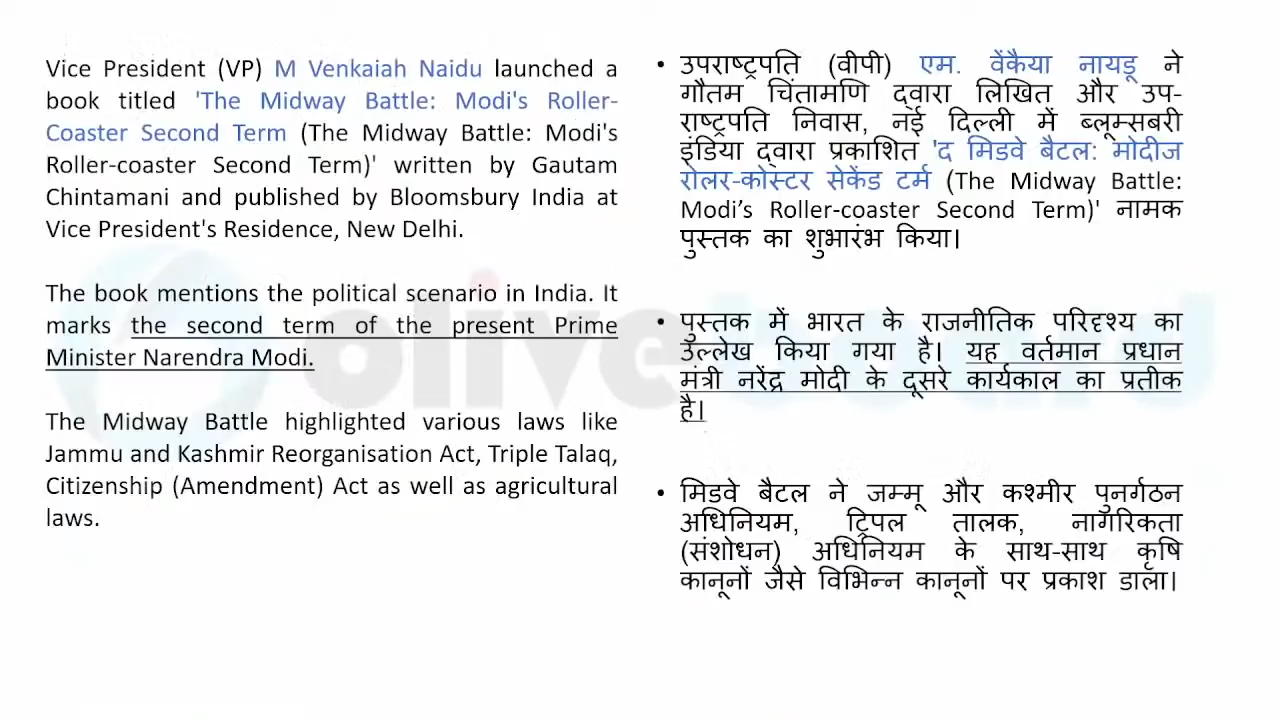 Vice President (VP) M Venkaiah Naidu launched a
book titled 'The Midway Battle: Modi's Roller-
Coaster Second Term (The Midway Battle: Modi's
Roller-coaster Second Term)' written by Gautam
Chintamani and published by Bloomsbury India at
Vice President's Residence, New Delhi.
The book mentions the political scenario in India. It
marks the second term of the present Prime
Minister Narendra Modi.
The Midway Battle highlighted various laws like
Jammu and Kashmir Reorganisation Act, Triple Talaq,
Citizenship (Amendment) Act as well as agricultural
laws.
• उपराष्ट्रपति (वीपी) एम. वेंकैया नायडू ने
गौतम चिंतामणि द्वारा लिखित और उप-
राष्ट्रपति निवास, नई दिल्ली में ब्लूम्सबरी
इंडिया द्वारा प्रकाशित 'द मिडवे बैटल: मोदीज
रोलर-कोस्टर सेकेंड टर्म (The Midway Battle:
Modi’s Roller-coaster Second Term)' नामक
पुस्तक का शुभारंभ किया।
• पुस्तक में भारत के राजनीतिक परिदृश्य का
उल्लेख किया गया है। यह वर्तमान प्रधान
मंत्री नरेंद्र मोदी के दूसरे कार्यकाल का प्रतीक
है।
• मिडवे बैटल ने जम्मू और कश्मीर पुनर्गठन
अधिनियम, ट्रिपल तालक, नागरिकता
(संशोधन) अधिनियम के साथ-साथ कृषि
कानूनों जैसे विभिन्न कानूनों पर प्रकाश डाला।
oliveboard